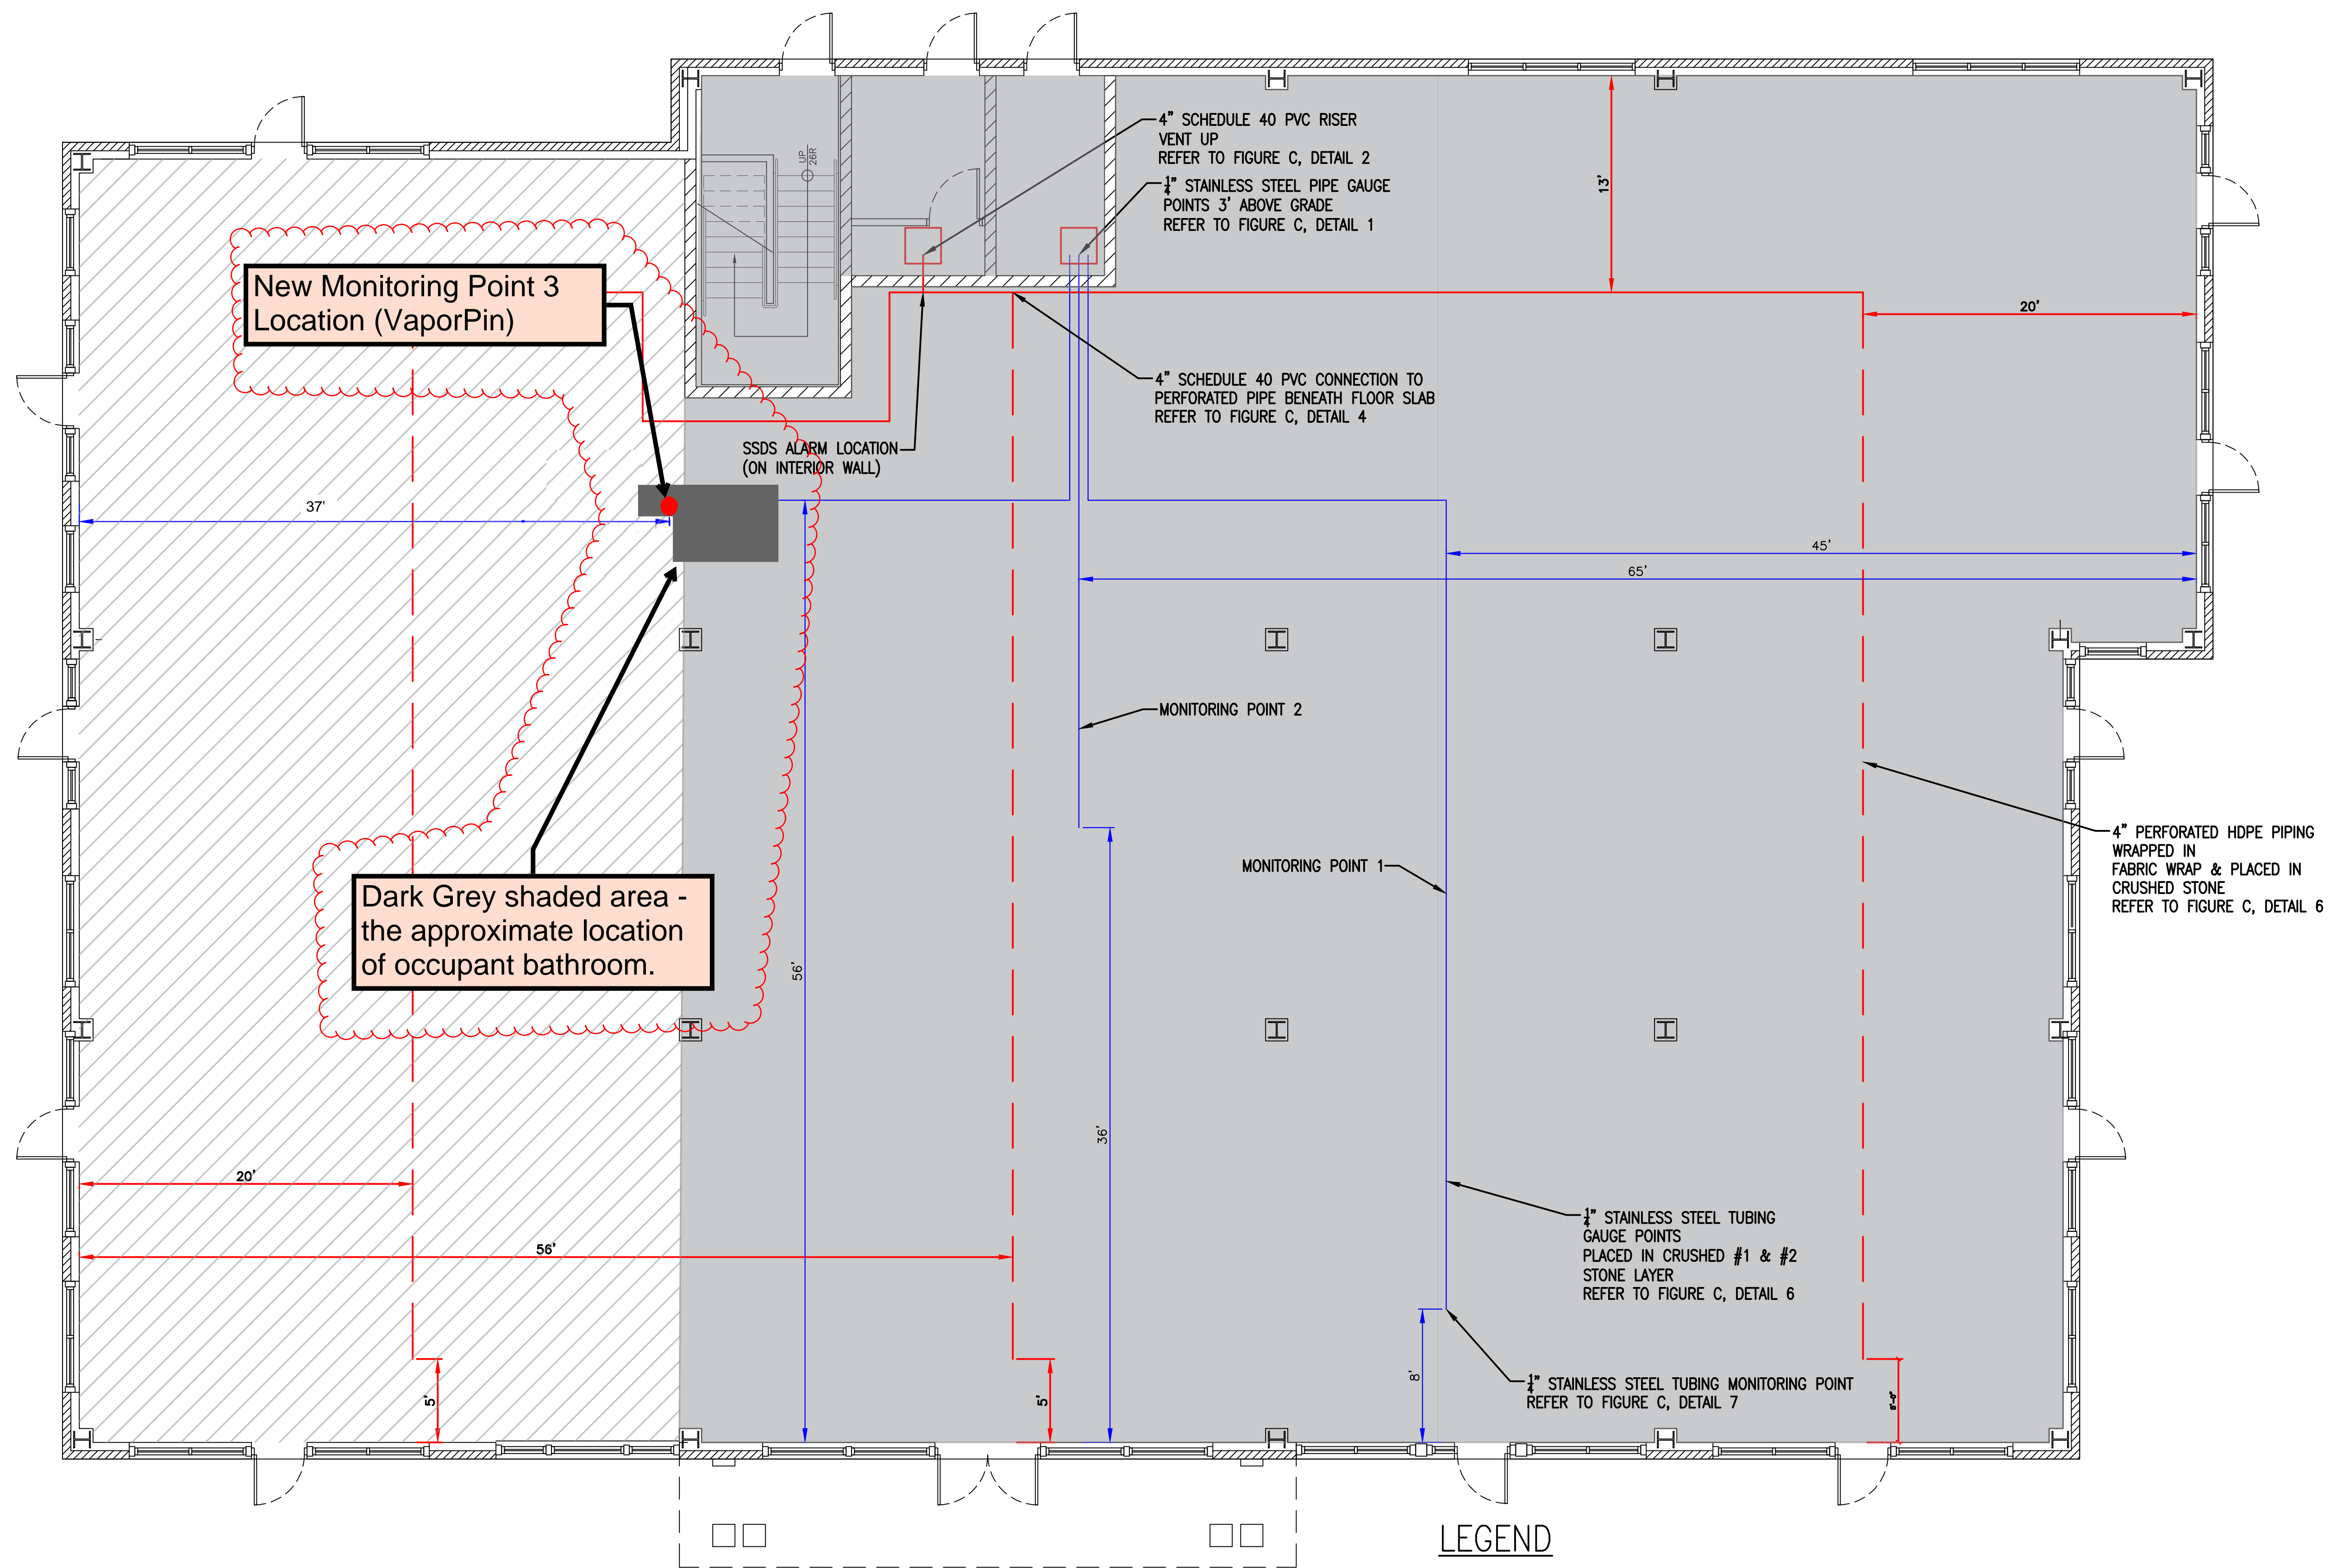 4" SCHEDULE 40 PVC RISER
VENT UP
REFER TO FIGURE C, DETAIL 2
1/4" STAINLESS STEEL PIPE GAUGE
POINTS 3' ABOVE GRADE
REFER TO FIGURE C, DETAIL 1
UP
26R
13'
New Monitoring Point 3
Location (VaporPin)
20'
4" SCHEDULE 40 PVC CONNECTION TO
PERFORATED PIPE BENEATH FLOOR SLAB
REFER TO FIGURE C, DETAIL 4
SSDS ALARM LOCATION
(ON INTERIOR WALL)
37'
45'
65'
MONITORING POINT 2
MONITORING POINT 1
4" PERFORATED HDPE PIPING
WRAPPED IN
FABRIC WRAP & PLACED IN
CRUSHED STONE
REFER TO FIGURE C, DETAIL 6
Dark Grey shaded area -
the approximate location
of occupant bathroom.
56'
36'
20'
56'
1/4" STAINLESS STEEL TUBING
GAUGE POINTS
PLACED IN CRUSHED #1 & #2
STONE LAYER
REFER TO FIGURE C, DETAIL 6
5'
5'
8'
1/4" STAINLESS STEEL TUBING MONITORING POINT
REFER TO FIGURE C, DETAIL 7
5'-0"
LEGEND